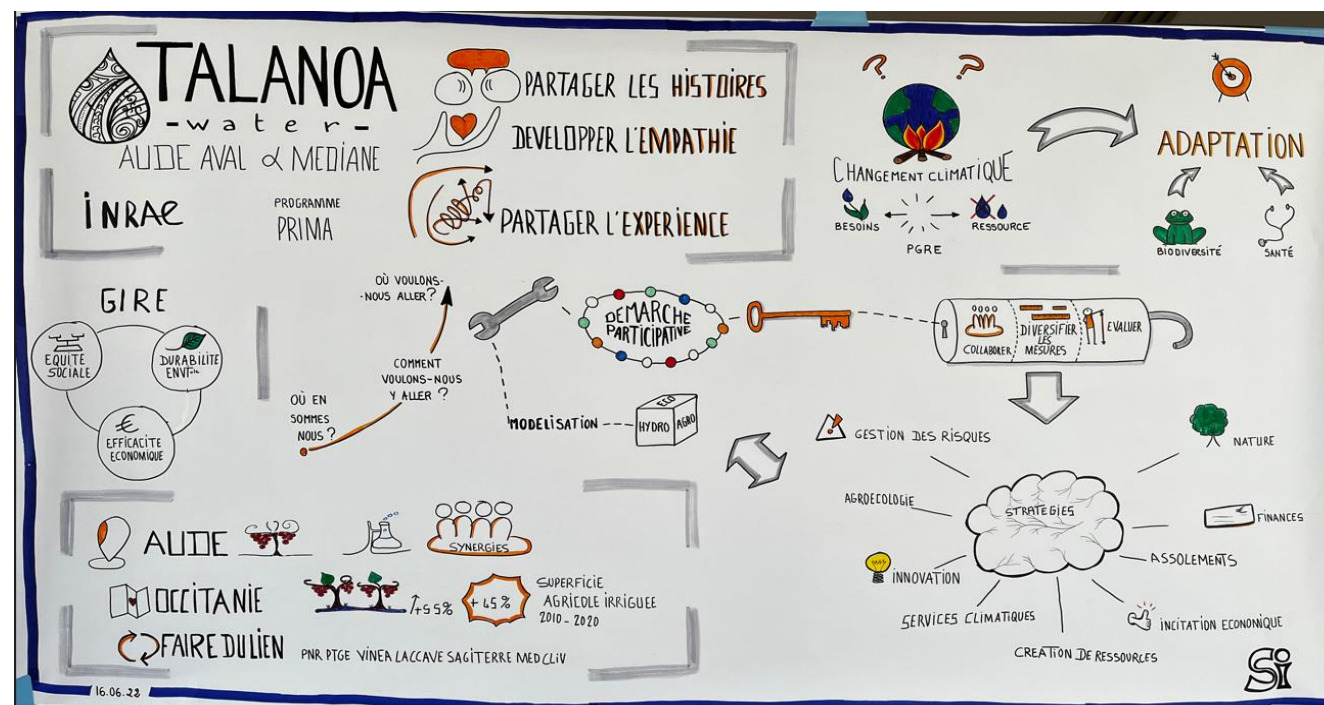 TALANOA
- water -
AUDE AVAL & MEDIANE
INRAE
PROGRAMME
PRIMA
PARTAGER LES HISTOIRES
DEVELOPPER L'EMPATHIE
PARTAGER L'EXPERIENCE
? ?
CHANGEMENT CLIMATIQUE
BESOINS
RESSOURCE
PGRE
ADAPTATION
BIODIVERSITÉ
SANTÉ
GIRE
EQUITE
SOCIALE
DURABILITE
ENVTale
€
EFFICACITE
ECONOMIQUE
OÙ EN
SOMMES
NOUS ?
COMMENT
VOULONS-NOUS
Y ALLER ?
OÙ VOULONS-
-NOUS ALLER ?
DEMARCHE
PARTICIPATIVE
MODELISATION
ECO
HYDRO
AGRO
COLLABORER
DIVERSIFIER
LES
MESURES
EVALUER
STRATEGIES
GESTION DES RISQUES
AGROECOLOGIE
INNOVATION
SERVICES CLIMATIQUES
CREATION DE RESSOURCES
INCITATION ECONOMIQUE
ASSOLEMENTS
FINANCES
NATURE
AUDE
SYNERGIES
OCCITANIE
+55%
+45%
SUPERFICIE
AGRICOLE IRRIGUEE
2010-2020
FAIRE DU LIEN
PNR PTGE VINEA LACCAVE SAGITERRE MEDCLIV
16.06.22
Si